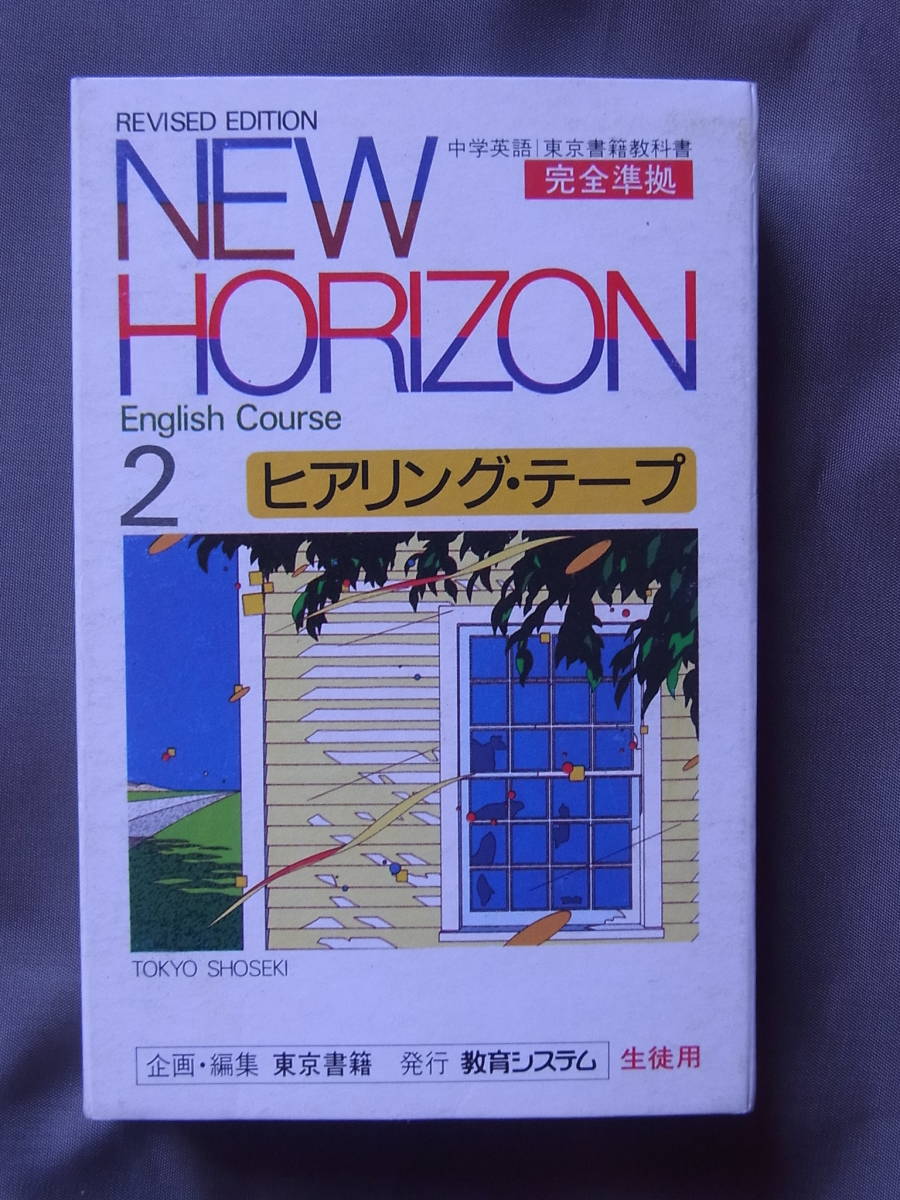 REVISED EDITION
NEW
中学英語|東京書籍教科書
完全準拠
HORIZON
English Course
2 ヒアリング・テープ
TOKYO SHOSEKI
企画・編集 東京書籍 発行 教育システム 生徒用